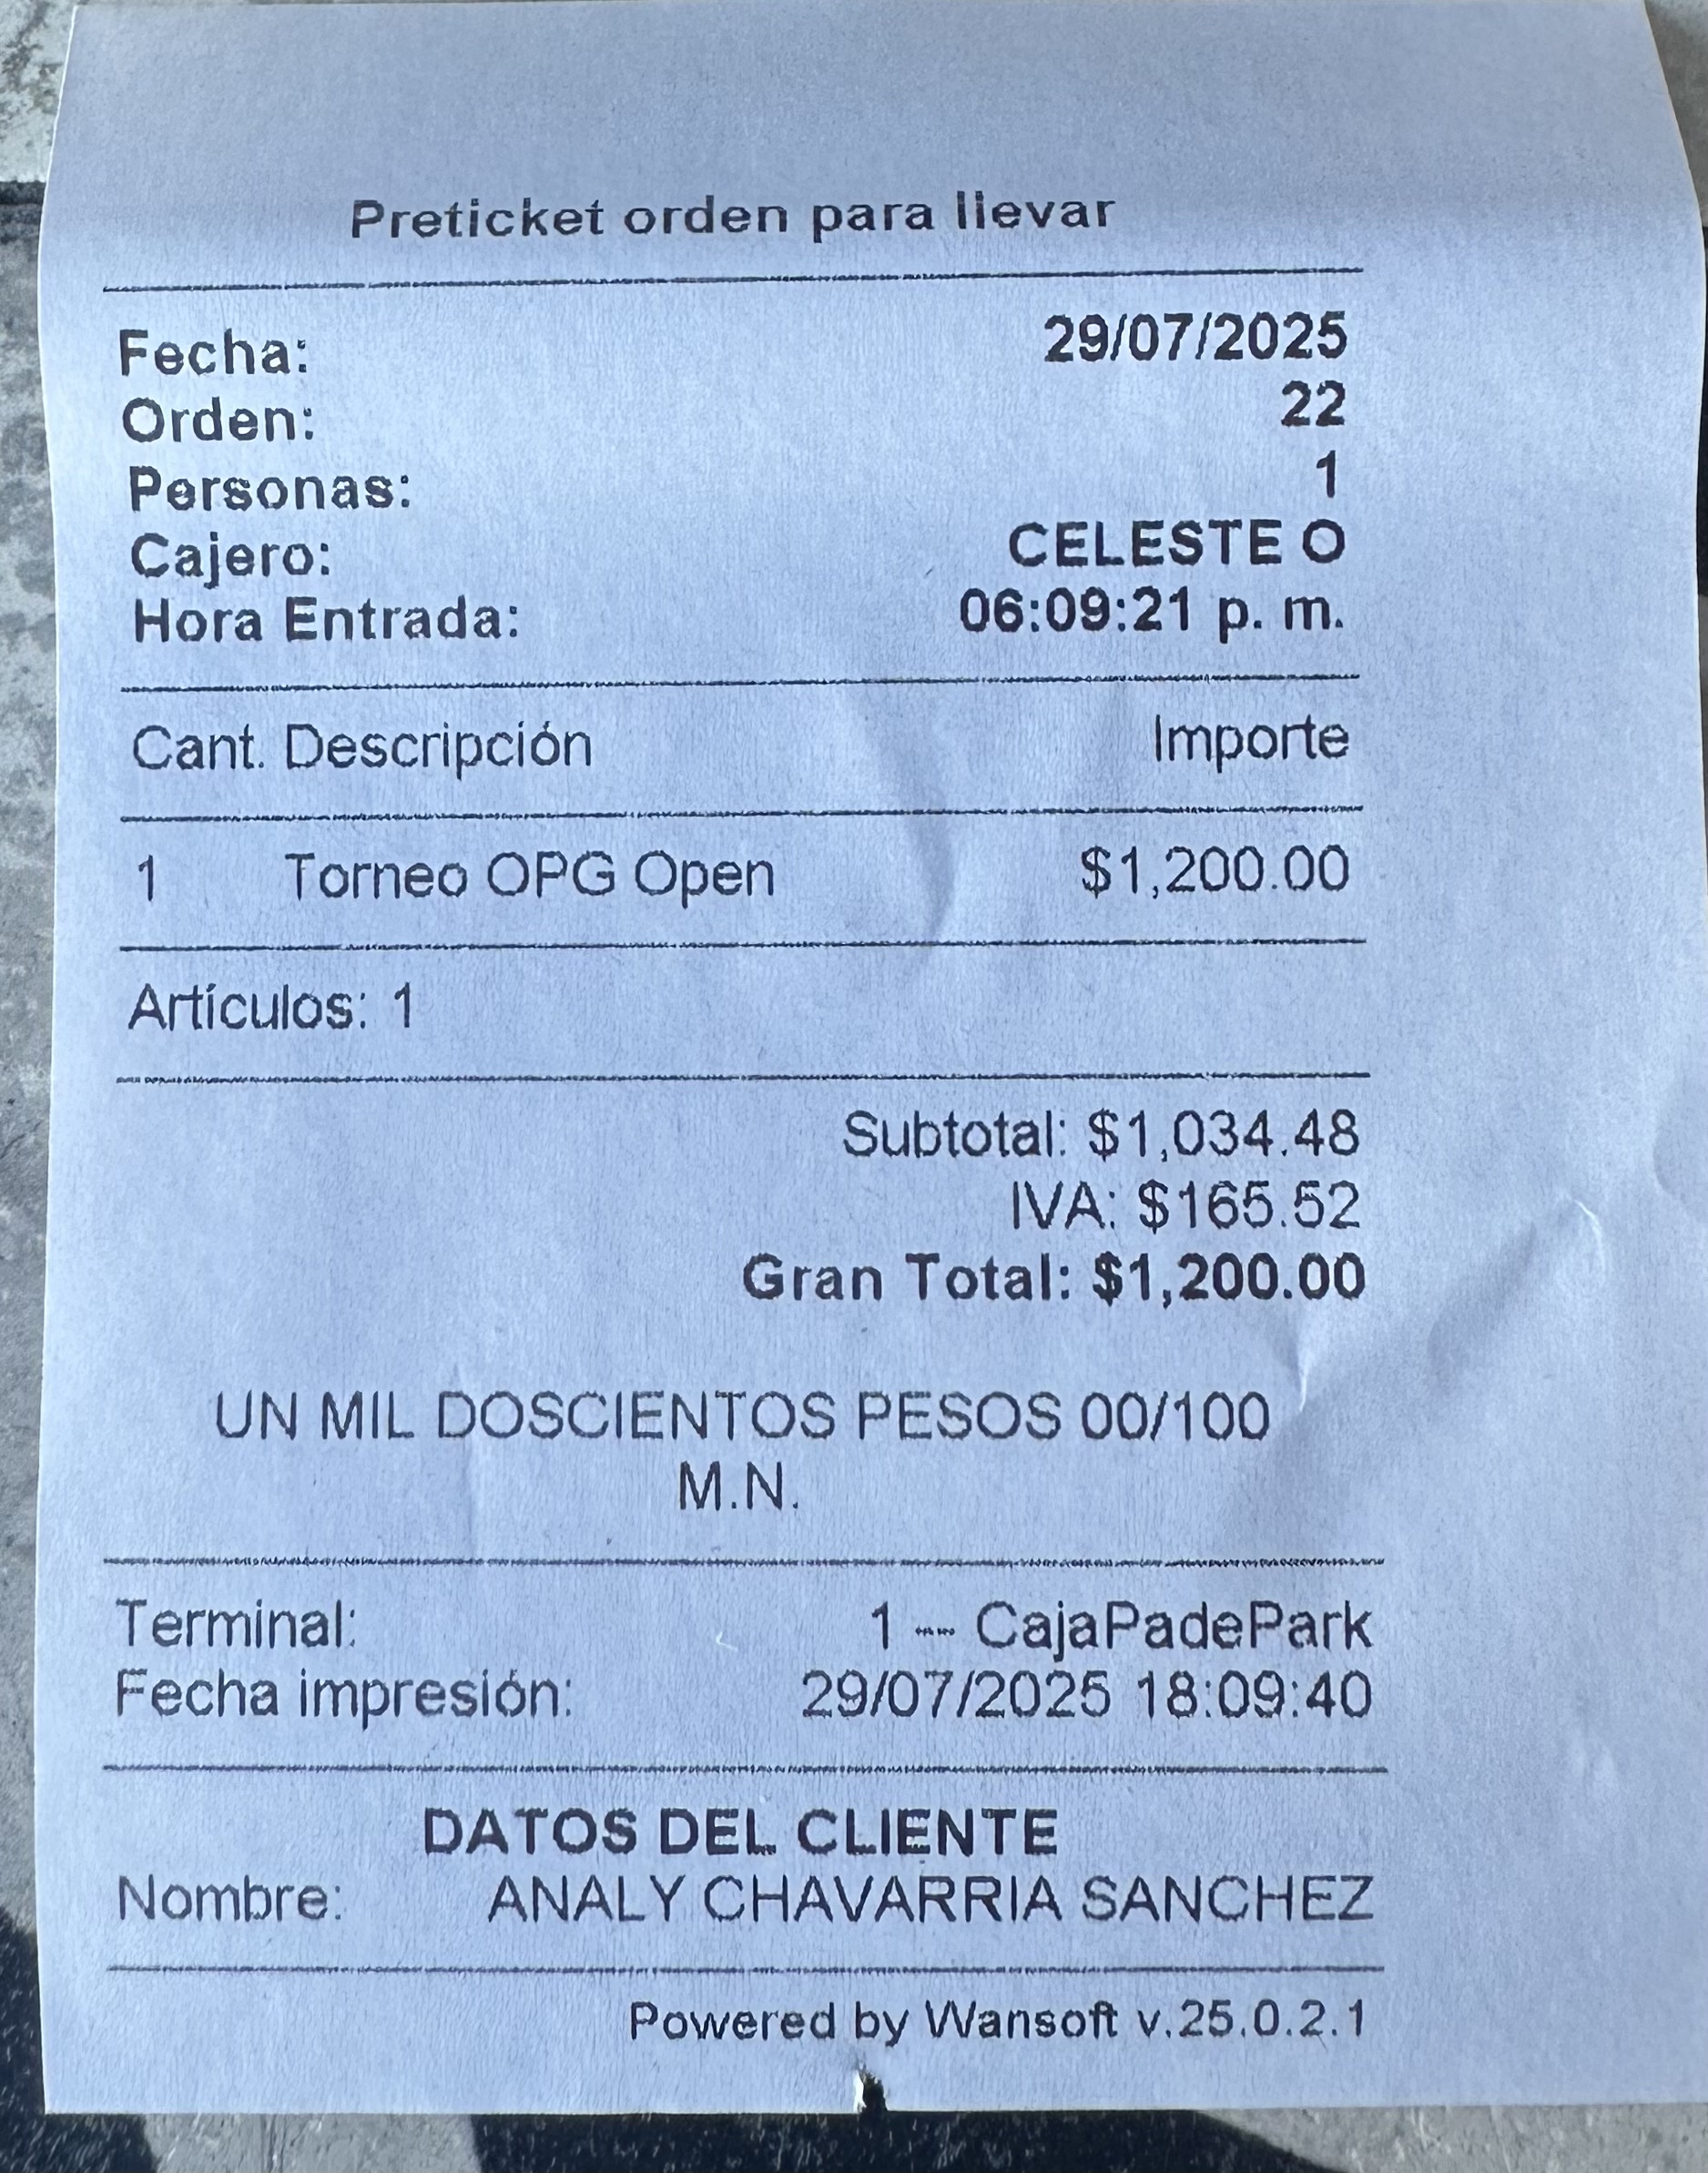 Preticket orden para llevar
Fecha: 29/07/2025
Orden: 22
Personas: 1
Cajero: CELESTE O
Hora Entrada: 06:09:21 p. m.
Cant. Descripción Importe
1 Torneo OPG Open $1,200.00
Artículos: 1
Subtotal: $1,034.48
IVA: $165.52
Gran Total: $1,200.00
UN MIL DOSCIENTOS PESOS 00/100
M.N.
Terminal: 1 --- CajaPadePark
Fecha impresión: 29/07/2025 18:09:40
DATOS DEL CLIENTE
Nombre: ANALY CHAVARRIA SANCHEZ
Powered by Wansoft v.25.0.2.1